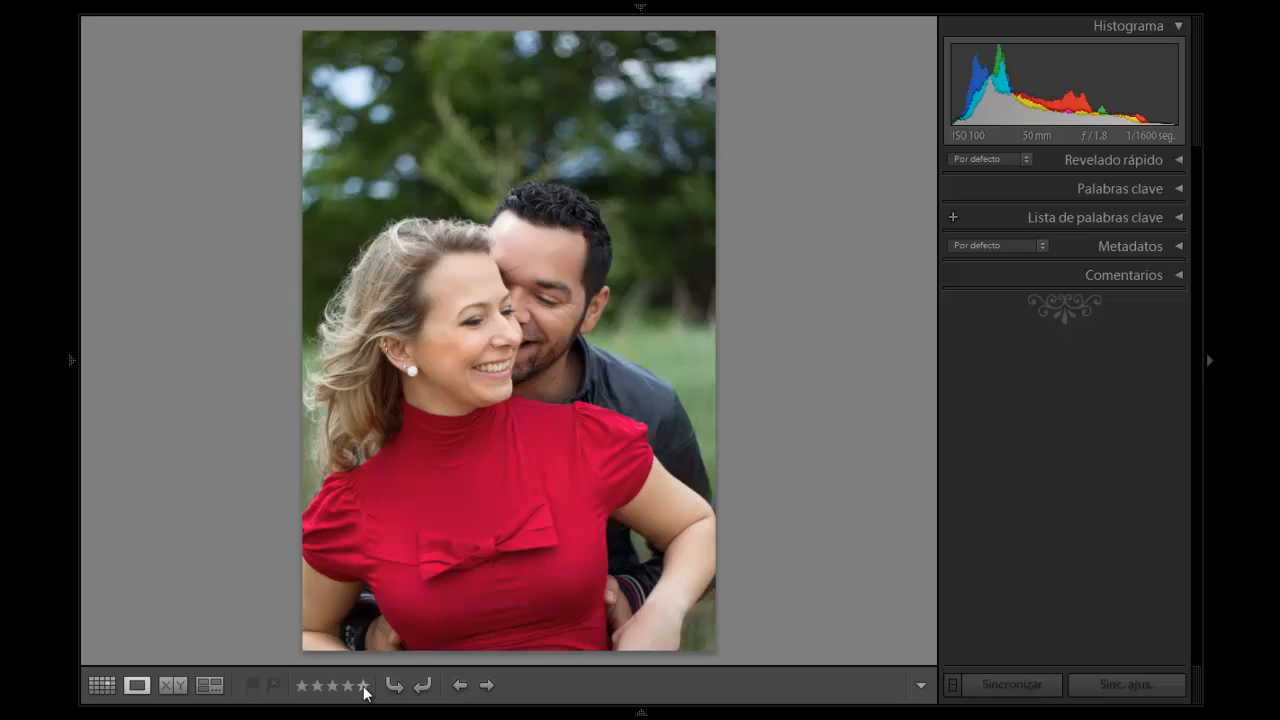 Histograma
ISO 100 50 mm ƒ / 1.8 1/1600 seg.
Por defecto Revelado rápido
Palabras clave
Lista de palabras clave
Por defecto Metadatos
Comentarios
X Y
Sincronizar Sinc. ajus.